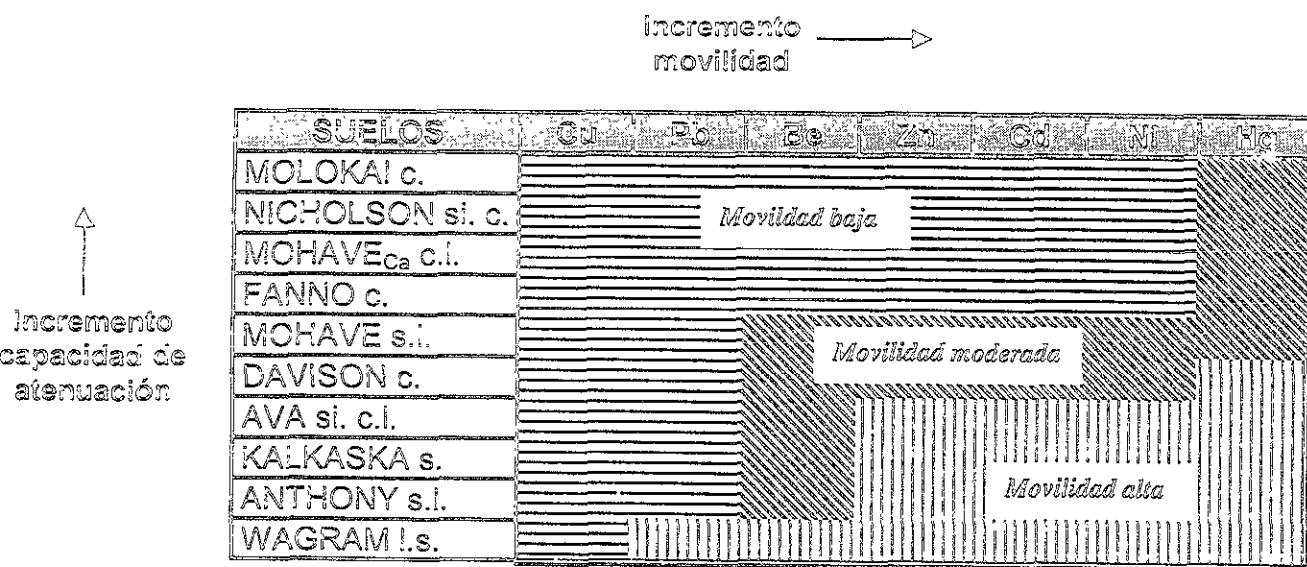 Incremento
movilidad
SUELOS Cu Pb Be Zn Cd Ni Hg
MOLOKAI c.
NICHOLSON si. c.
Movildad baja
MOHAVECa c.l.
FANNO c.
Incremento
capacidad de
atenuación
MOHAVE s.l.
Movilidad moderada
DAVISON c.
AVA si. c.l.
KALKASKA s.
Movilidad alta
ANTHONY s.l.
WAGRAM l.s.